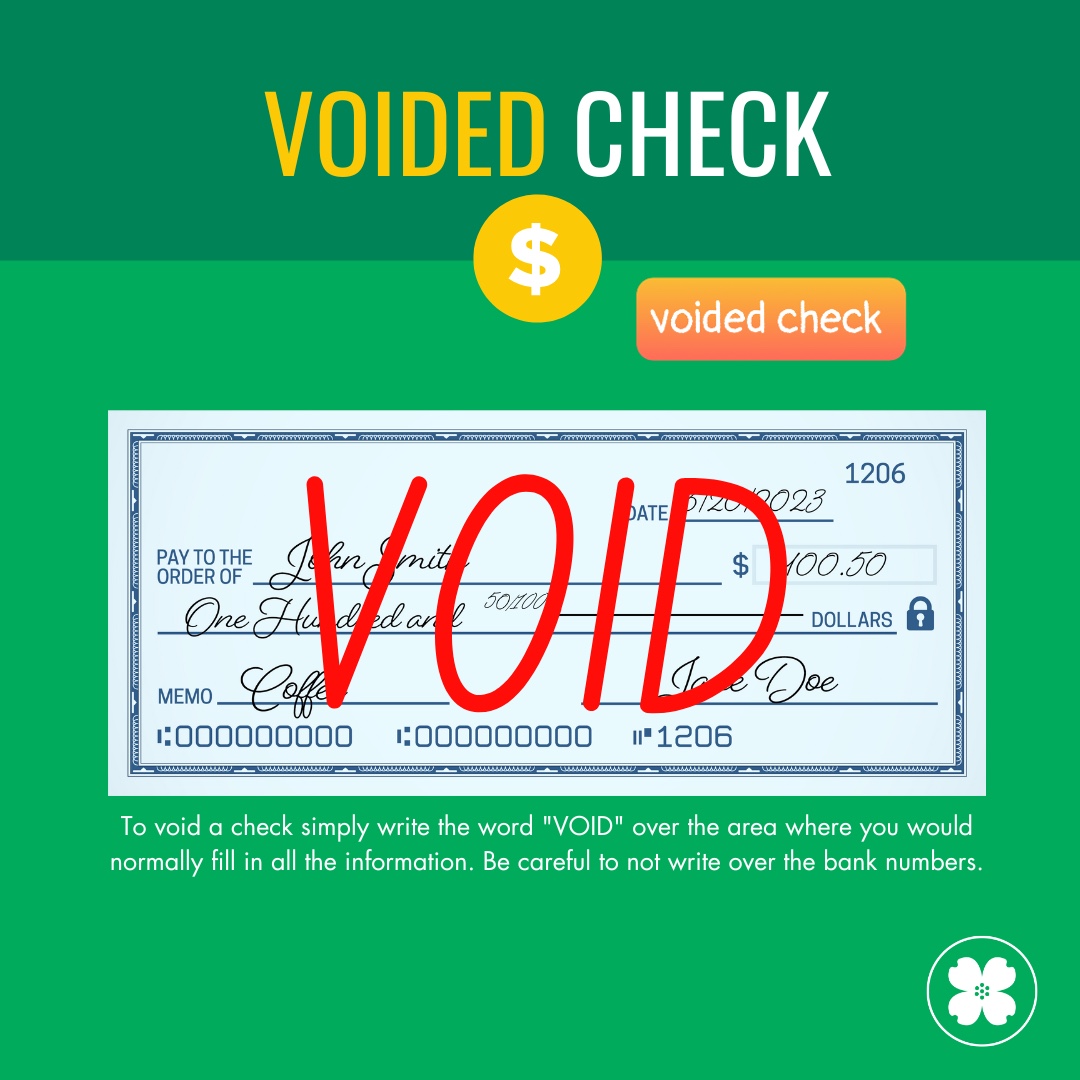 VOIDED CHECK
$
voided check
1206
DATE 3/20/2023
PAY TO THE
ORDER OF John Smith
$ 100.50
One Hundred and 50/100 DOLLARS
VOID
MEMO Coffee
Jane Doe
⑆000000000 ⑆0000000000 ⑈1206
To void a check simply write the word "VOID" over the area where you would
normally fill in all the information. Be careful to not write over the bank numbers.